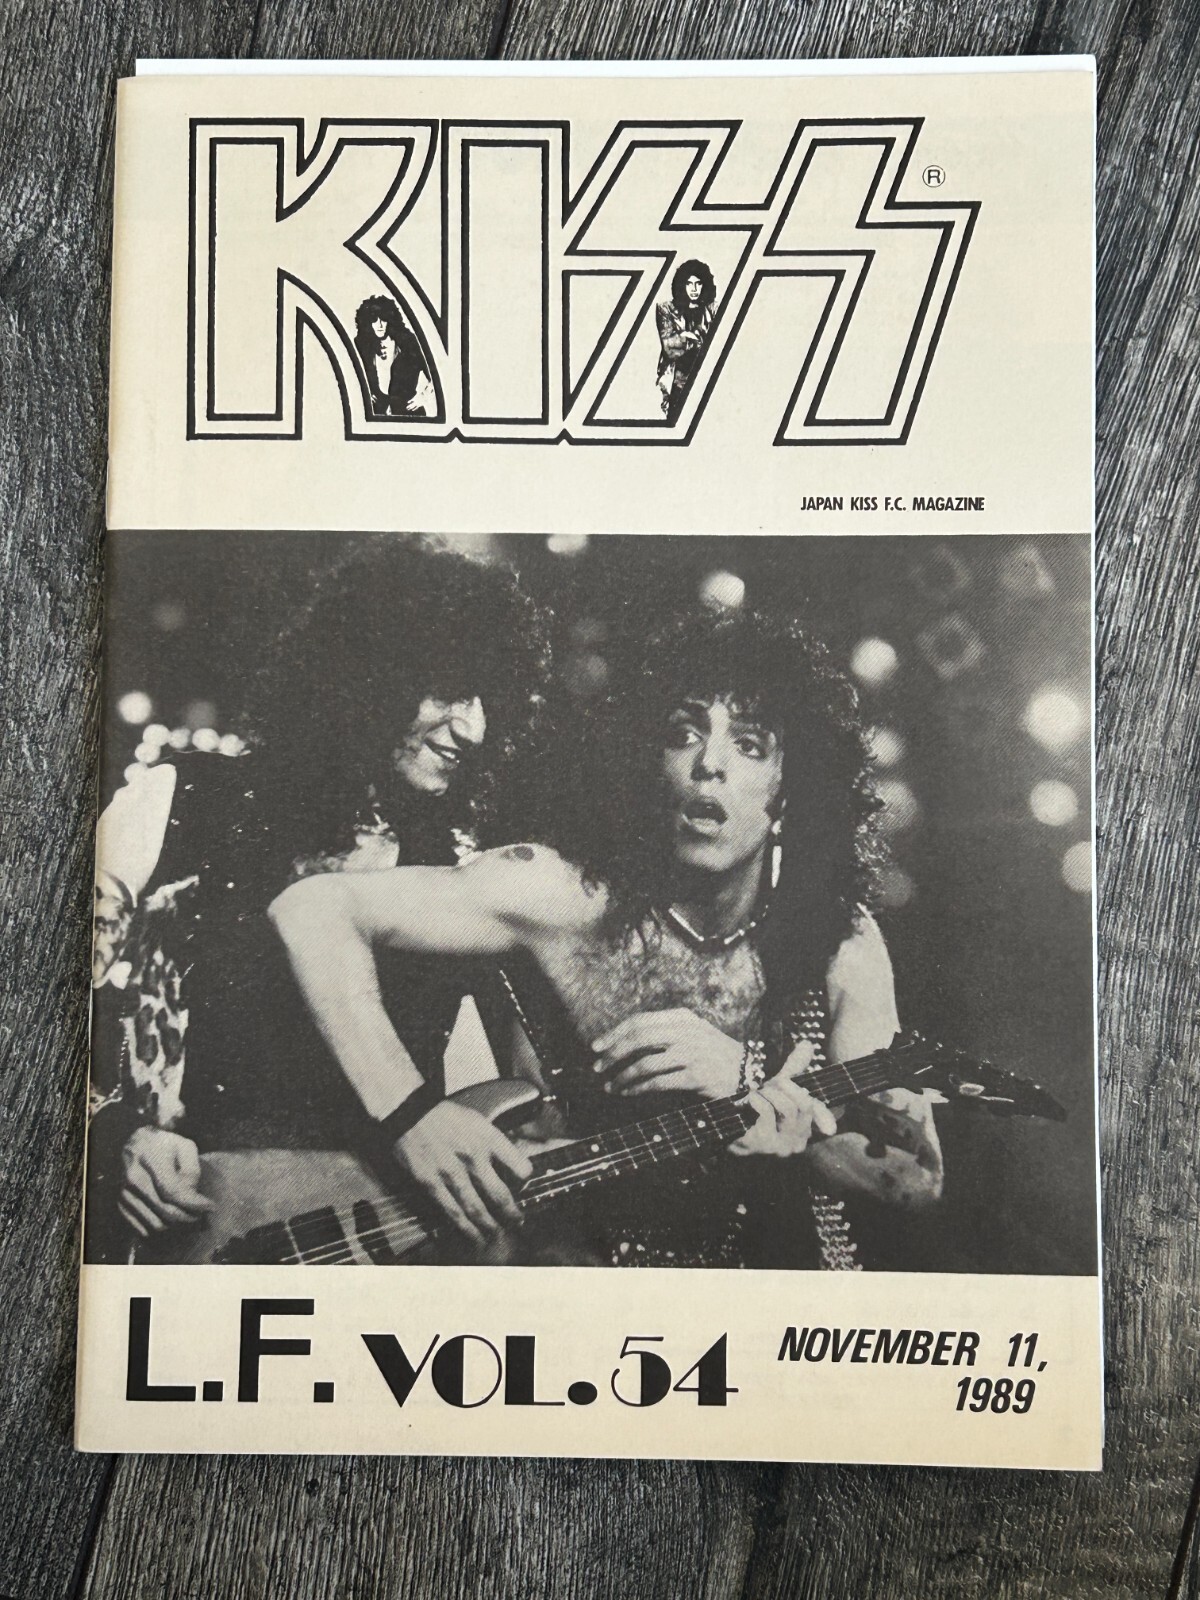 KISS
®
JAPAN KISS F.C. MAGAZINE
L.F. VOL.54
NOVEMBER 11,
1989